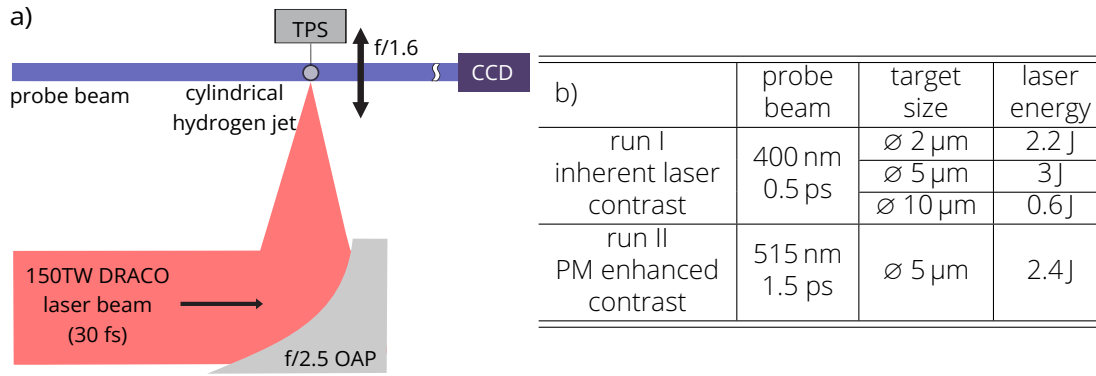 a)
TPS
f/1.6
CCD
probe beam
cylindrical
hydrogen jet
150TW DRACO
laser beam
(30 fs)
f/2.5 OAP
b)
probe
beam
target
size
laser
energy
run I
inherent laser
contrast
400 nm
0.5 ps
⌀ 2 µm
2.2 J
⌀ 5 µm
3 J
⌀ 10 µm
0.6 J
run II
PM enhanced
contrast
515 nm
1.5 ps
⌀ 5 µm
2.4 J